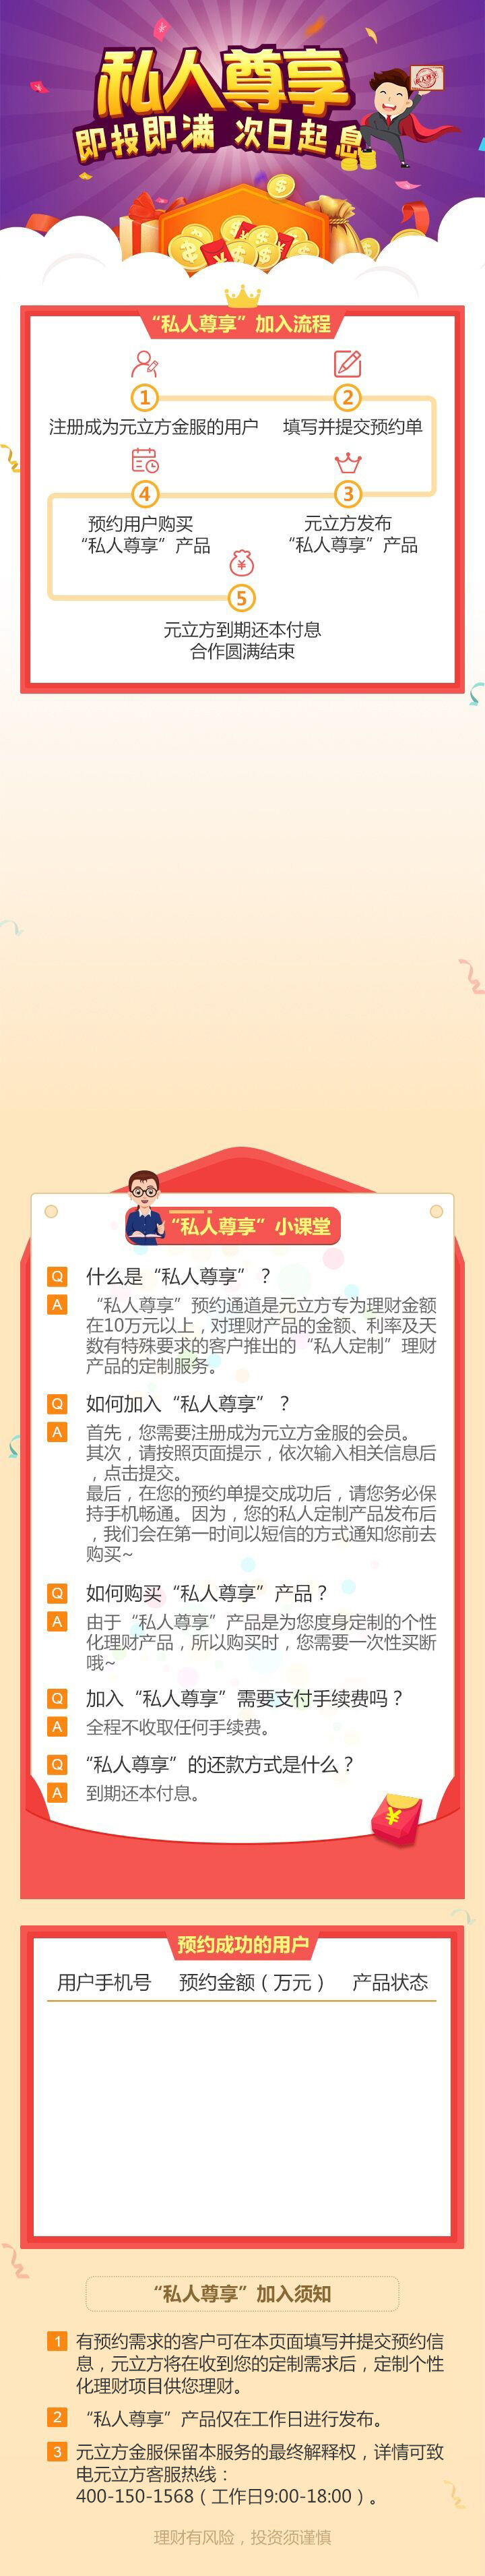 私人尊享
即投即满 次日起息
“私人尊享”加入流程
1
2
注册成为元立方金服的用户
填写并提交预约单
4
3
预约用户购买
“私人尊享”产品
元立方发布
“私人尊享”产品
5
元立方到期还本付息
合作圆满结束
“私人尊享”小课堂
Q 什么是“私人尊享”？
A “私人尊享”预约通道是元立方专为理财金额
在10万元以上，对理财产品的金额、利率及天
数有特殊要求的客户推出的“私人定制”理财
产品的定制服务。
Q 如何加入“私人尊享”？
A 首先，您需要注册成为元立方金服的会员。
其次，请按照页面提示，依次输入相关信息后
，点击提交。
最后，在您的预约单提交成功后，请您务必保
持手机畅通。因为，您的私人定制产品发布后
，我们会在第一时间以短信的方式通知您前去
购买~
Q 如何购买“私人尊享”产品？
A 由于“私人尊享”产品是为您度身定制的个性
化理财产品，所以购买时，您需要一次性买断
哦~
Q 加入“私人尊享”需要支付手续费吗？
A 全程不收取任何手续费。
Q “私人尊享”的还款方式是什么？
A 到期还本付息。
预约成功的用户
用户手机号 预约金额（万元） 产品状态
“私人尊享”加入须知
1 有预约需求的客户可在本页面填写并提交预约信
息，元立方将在收到您的定制需求后，定制个性
化理财项目供您理财。
2 “私人尊享”产品仅在工作日进行发布。
3 元立方金服保留本服务的最终解释权，详情可致
电元立方客服热线：
400-150-1568（工作日9:00-18:00）。
理财有风险，投资须谨慎